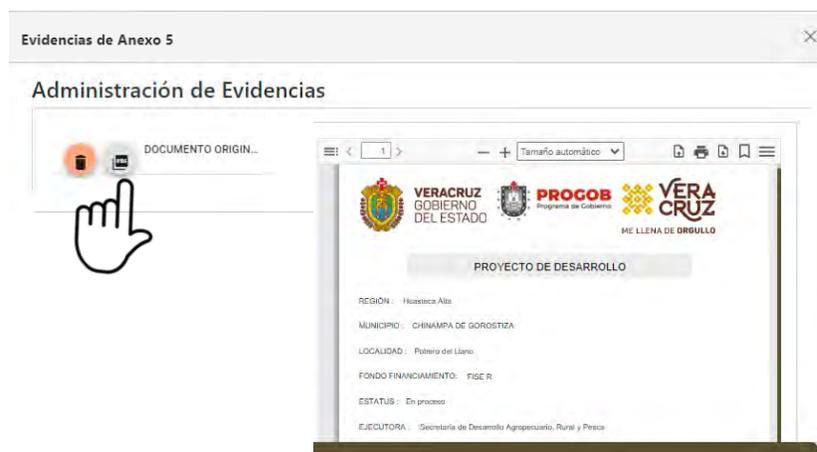 Evidencias de Anexo 5
Administración de Evidencias
DOCUMENTO ORIGIN...
1
Tamaño automático
VERACRUZ
GOBIERNO
DEL ESTADO
PROGOB
Programa de Gobierno
VERA
CRUZ
ME LLENA DE ORGULLO
PROYECTO DE DESARROLLO
REGIÓN : Huasteca Alta
MUNICIPIO : CHINAMPA DE GOROSTIZA
LOCALIDAD : Potrero del Llano
FONDO FINANCIAMIENTO: FISE R
ESTATUS : En proceso
EJECUTORA : Secretaría de Desarrollo Agropecuario, Rural y Pesca